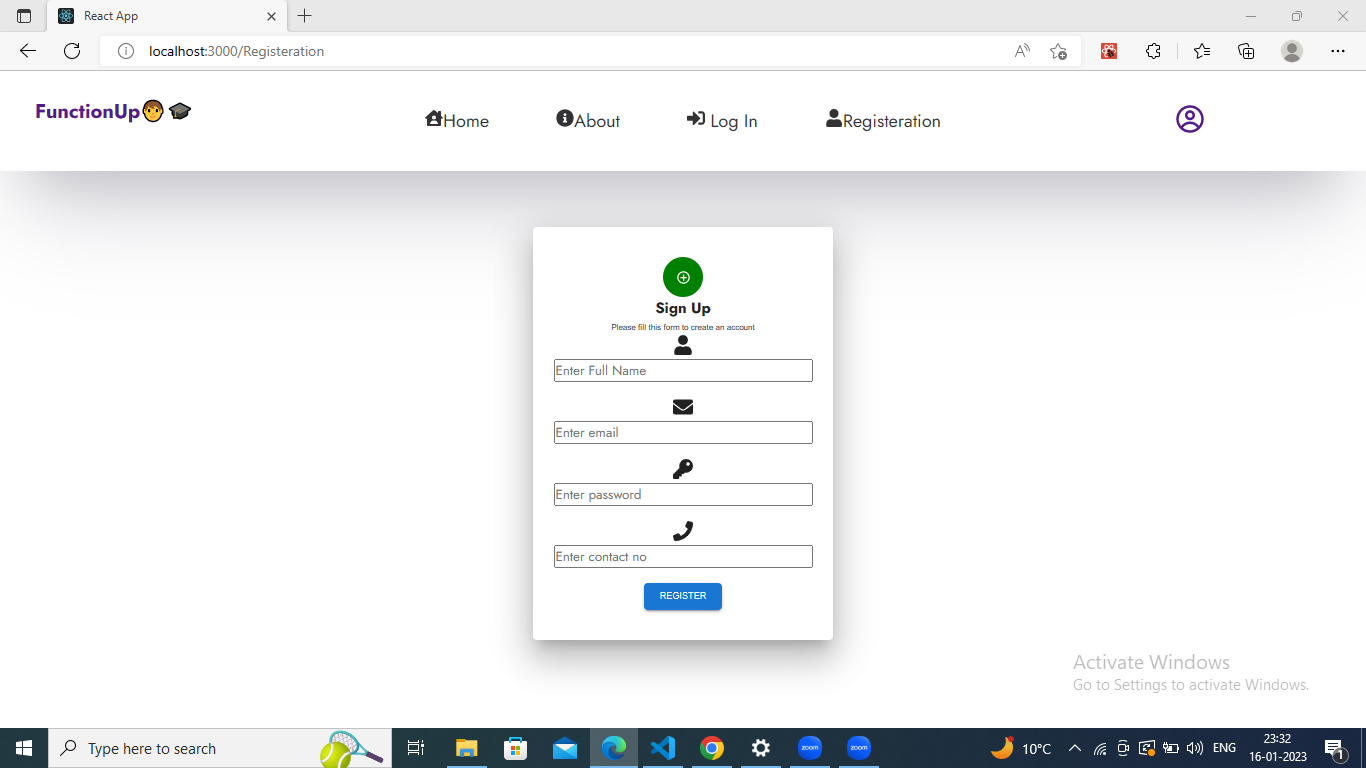 React App
localhost:3000/Registeration
FunctionUp
Home
About
Log In
Registeration
Sign Up
Please fill this form to create an account
Enter Full Name
Enter email
Enter password
Enter contact no
REGISTER
Activate Windows
Go to Settings to activate Windows.
Type here to search
zoom
zoom
10°C
ENG
23:32
16-01-2023
1